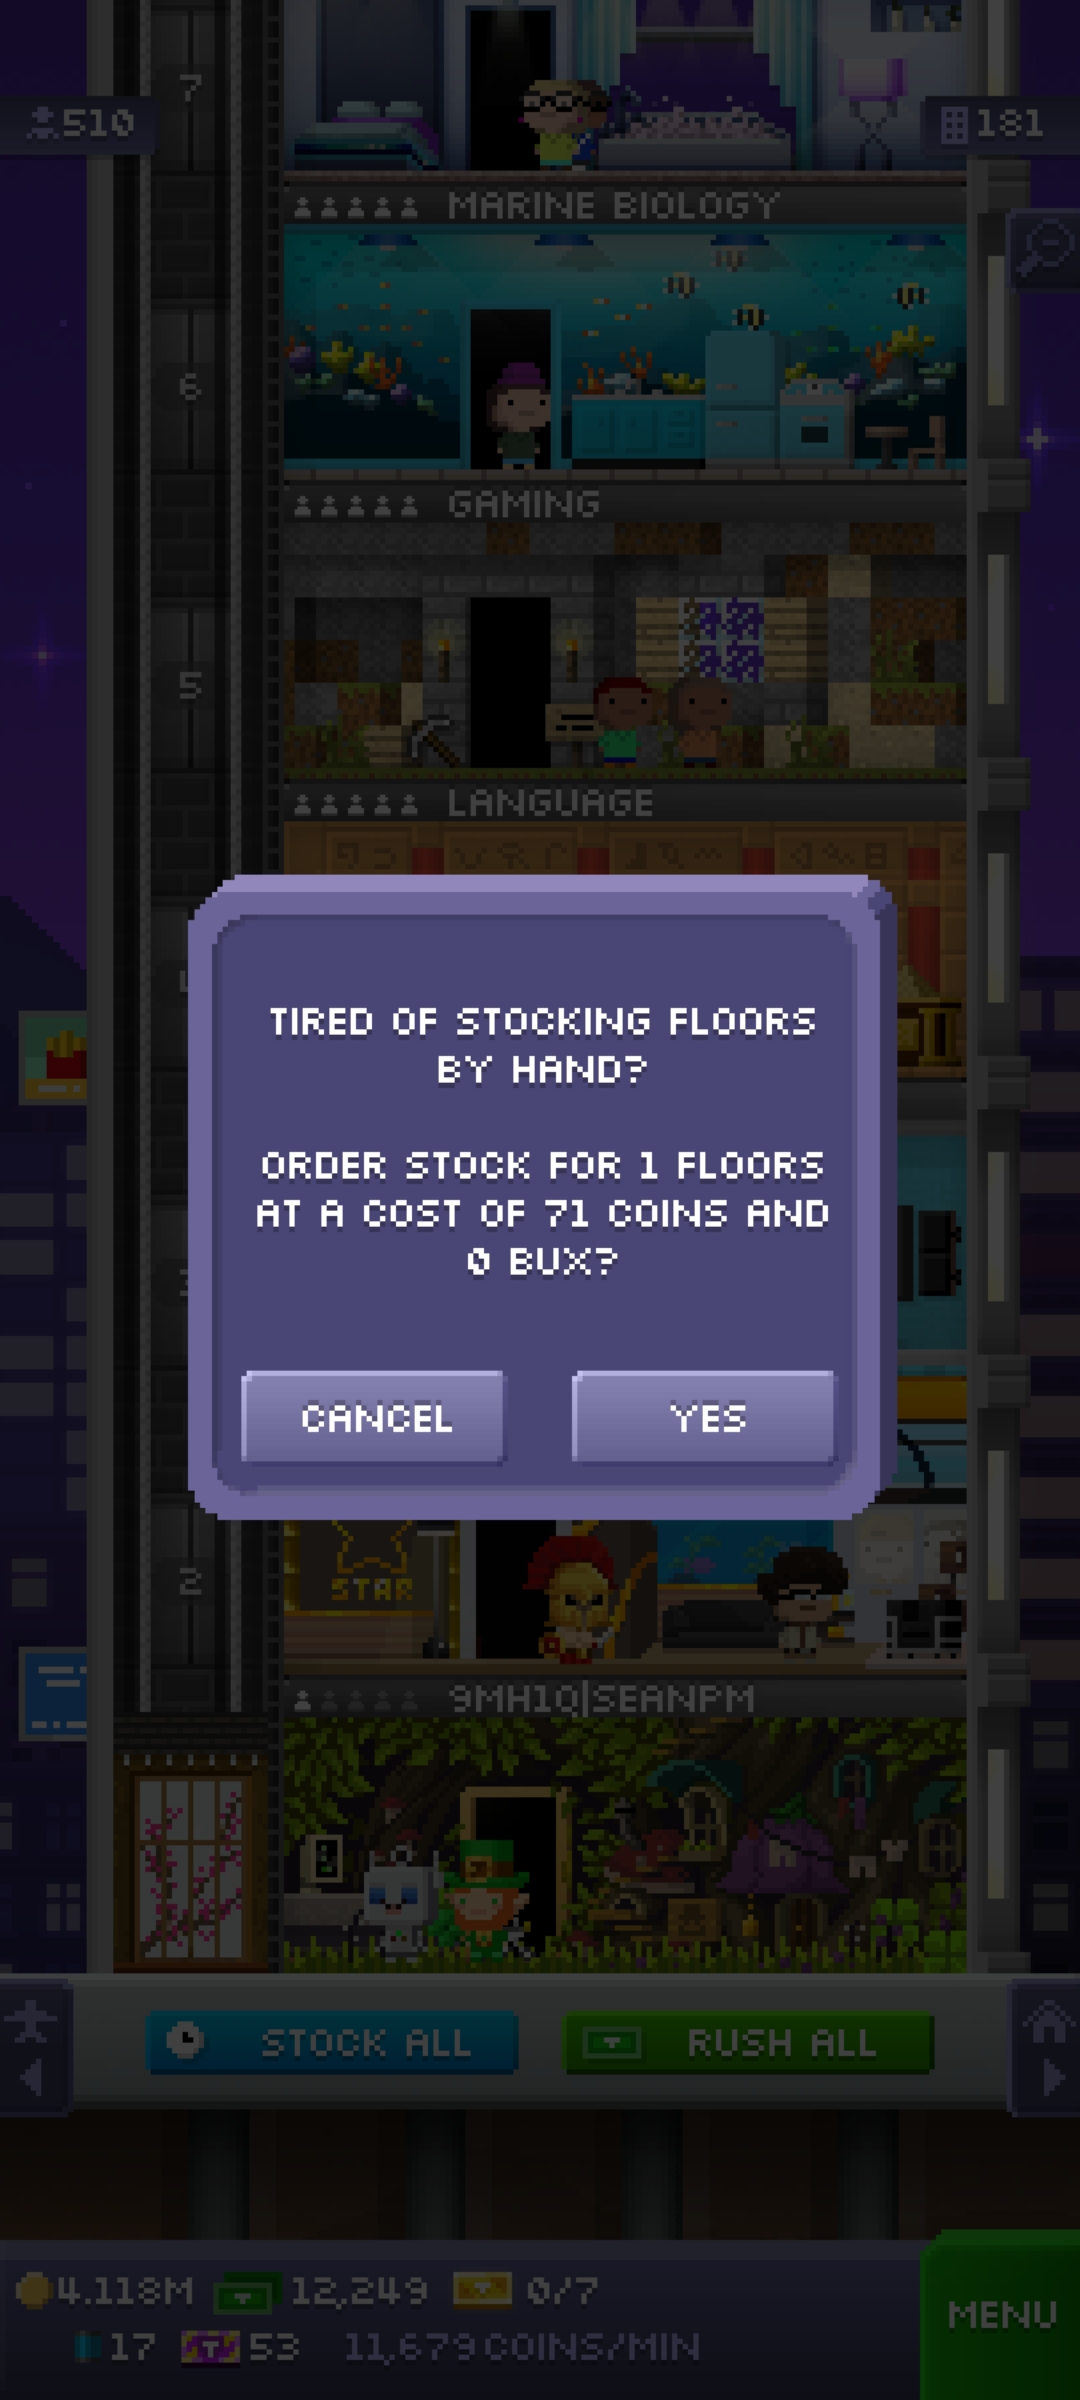 7
510
181
MARINE BIOLOGY
6
GAMING
5
LANGUAGE
TIRED OF STOCKING FLOORS
BY HAND?
ORDER STOCK FOR 1 FLOORS
AT A COST OF 71 COINS AND
0 BUX?
CANCEL
YES
2
STAR
9MH1Q|SEANPM
STOCK ALL
RUSH ALL
4.118M
12,249
0/7
MENU
17
53
11,679 COINS/MIN